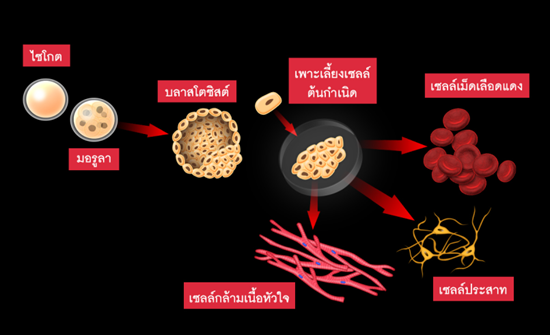 ไซโกต
มอรูลา
บลาสโตซิสต์
เพาะเลี้ยงเซลล์
ต้นกำเนิด
เซลล์เม็ดเลือดแดง
เซลล์กล้ามเนื้อหัวใจ
เซลล์ประสาท